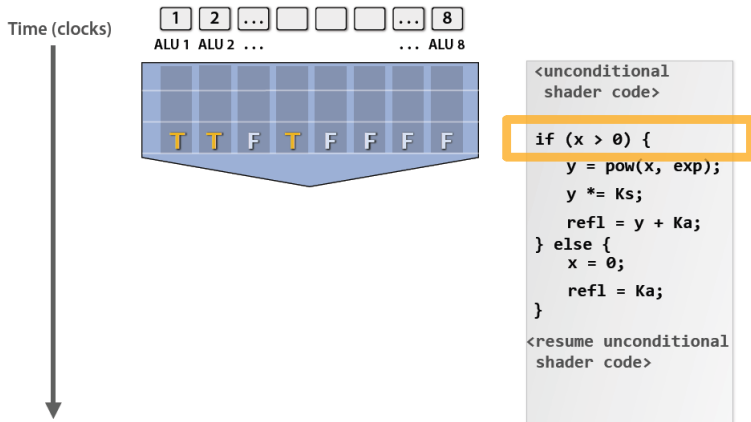 1 2 ... ... 8
Time (clocks)
ALU 1 ALU 2 ... ... ALU 8
T T F T F F F F
<unconditional
shader code>
if (x > 0) {
y = pow(x, exp);
y *= Ks;
refl = y + Ka;
} else {
x = 0;
refl = Ka;
}
<resume unconditional
shader code>